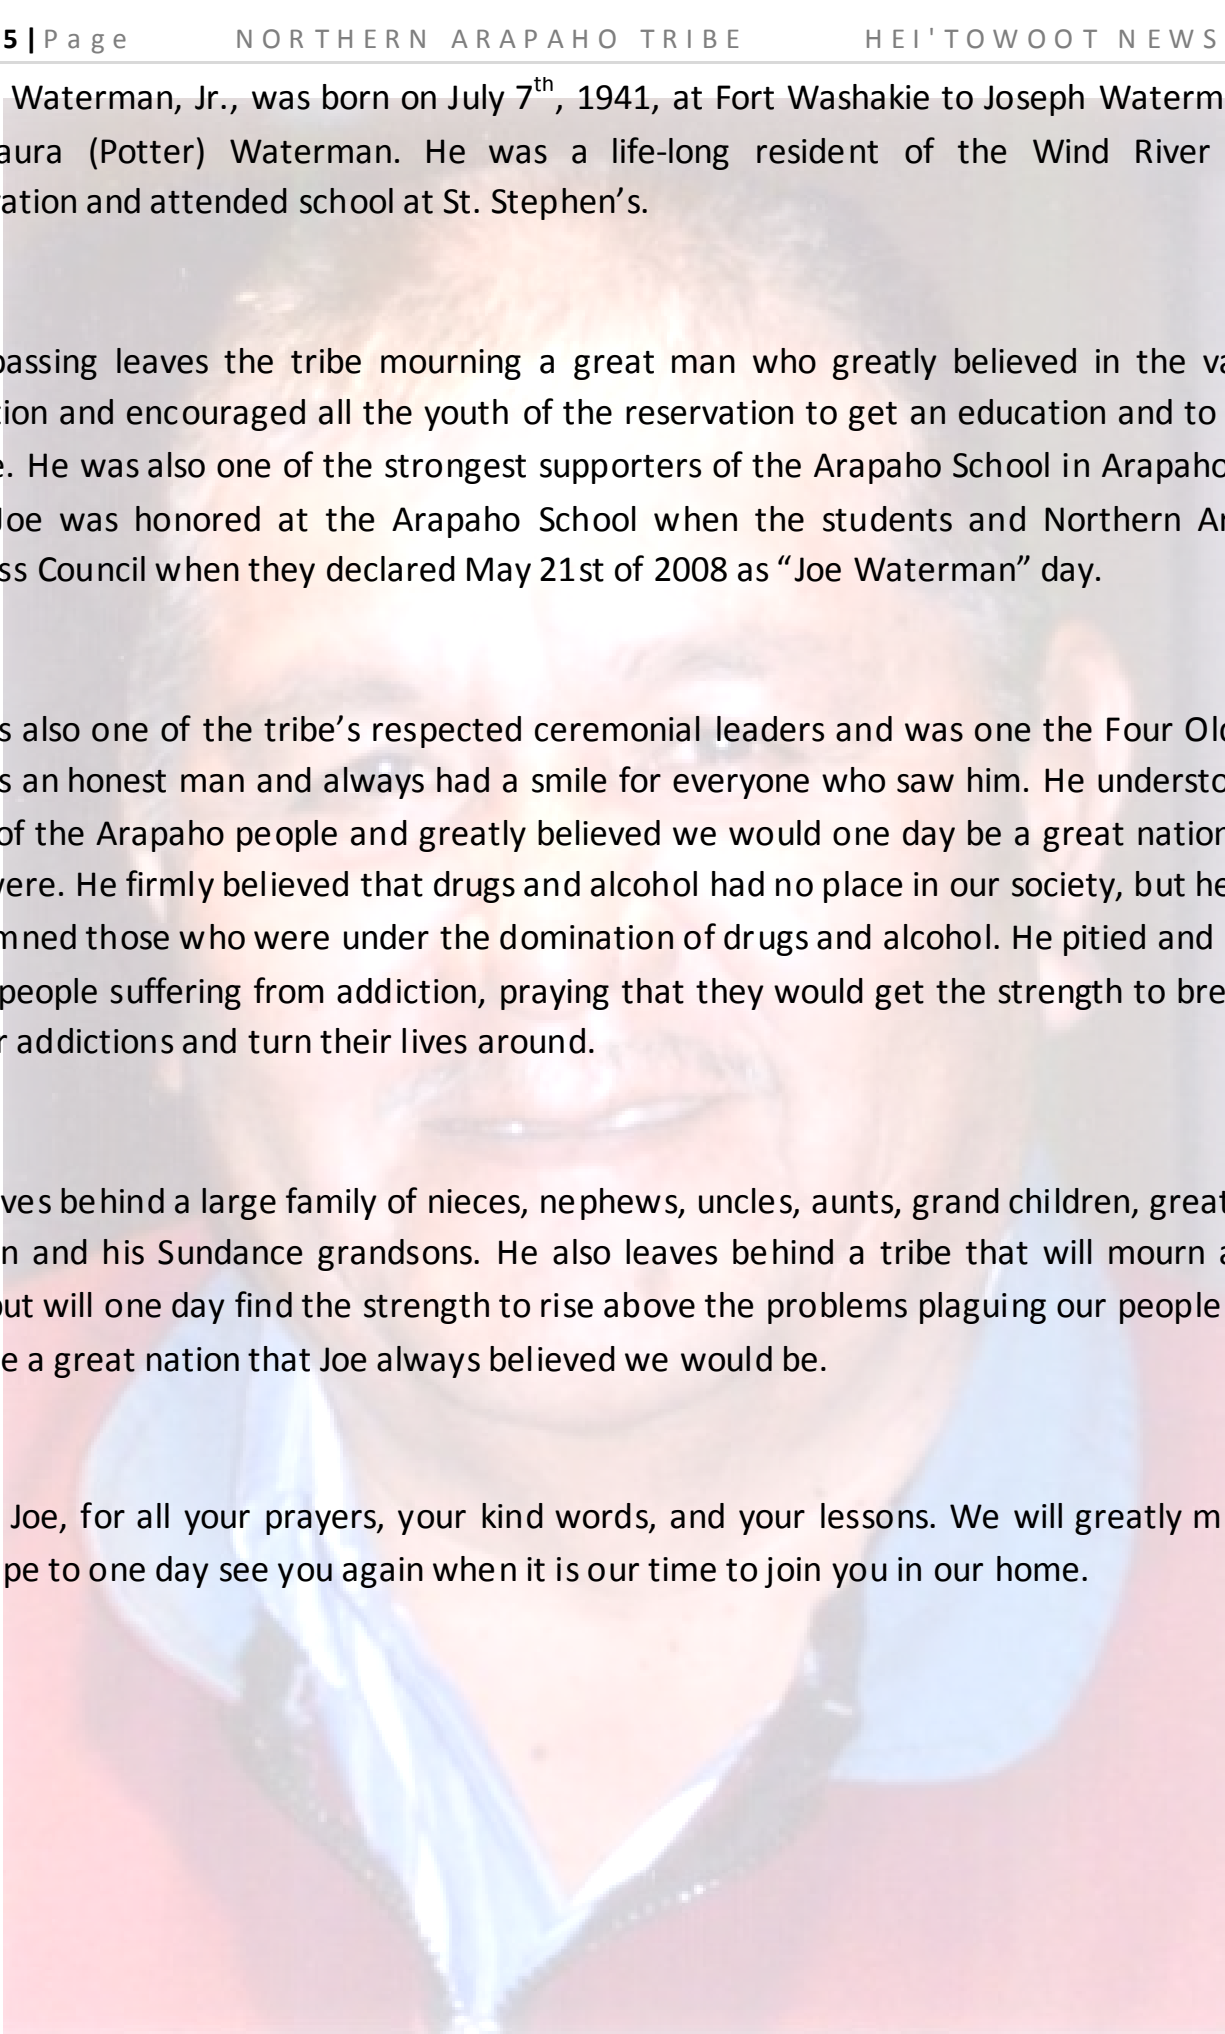 5 | Page NORTHERN ARAPAHO TRIBE HEI'TOWOOT NEWS
Waterman, Jr., was born on July 7th, 1941, at Fort Washakie to Joseph Waterm
aura (Potter) Waterman. He was a life-long resident of the Wind River
ation and attended school at St. Stephen’s.
passing leaves the tribe mourning a great man who greatly believed in the va
tion and encouraged all the youth of the reservation to get an education and to
e. He was also one of the strongest supporters of the Arapaho School in Arapaho
Joe was honored at the Arapaho School when the students and Northern Ar
ss Council when they declared May 21st of 2008 as “Joe Waterman” day.
s also one of the tribe’s respected ceremonial leaders and was one the Four Old
s an honest man and always had a smile for everyone who saw him. He understo
of the Arapaho people and greatly believed we would one day be a great nation
were. He firmly believed that drugs and alcohol had no place in our society, but he
mned those who were under the domination of drugs and alcohol. He pitied and
people suffering from addiction, praying that they would get the strength to bre
r addictions and turn their lives around.
ves behind a large family of nieces, nephews, uncles, aunts, grand children, great
n and his Sundance grandsons. He also leaves behind a tribe that will mourn a
but will one day find the strength to rise above the problems plaguing our people
e a great nation that Joe always believed we would be.
Joe, for all your prayers, your kind words, and your lessons. We will greatly m
pe to one day see you again when it is our time to join you in our home.